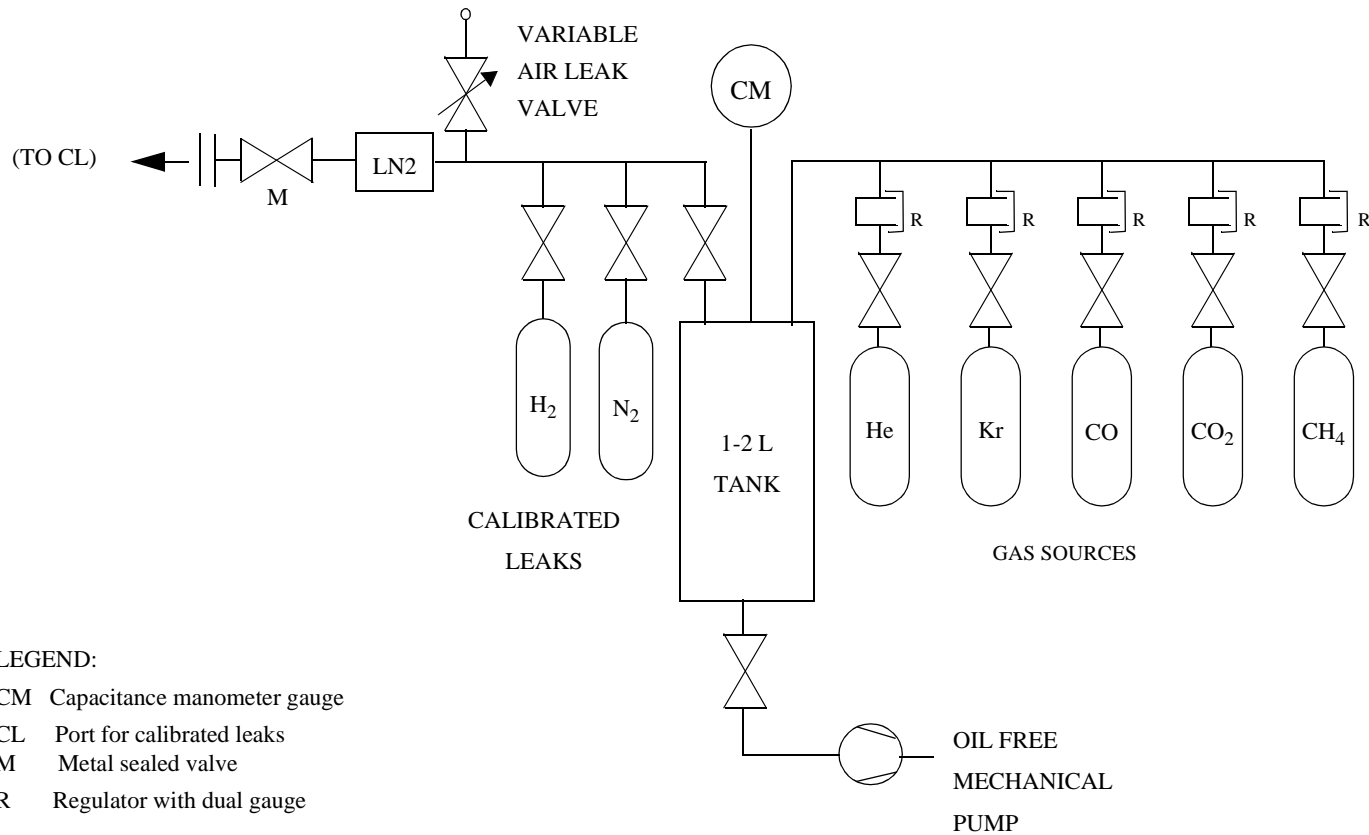 VARIABLE
AIR LEAK
VALVE
CM
(TO CL)
LN2
M
R
R
R
R
R
H2
N2
1-2 L
TANK
He
Kr
CO
CO2
CH4
CALIBRATED
LEAKS
GAS SOURCES
LEGEND:
CM Capacitance manometer gauge
CL Port for calibrated leaks
M Metal sealed valve
R Regulator with dual gauge
OIL FREE
MECHANICAL
PUMP